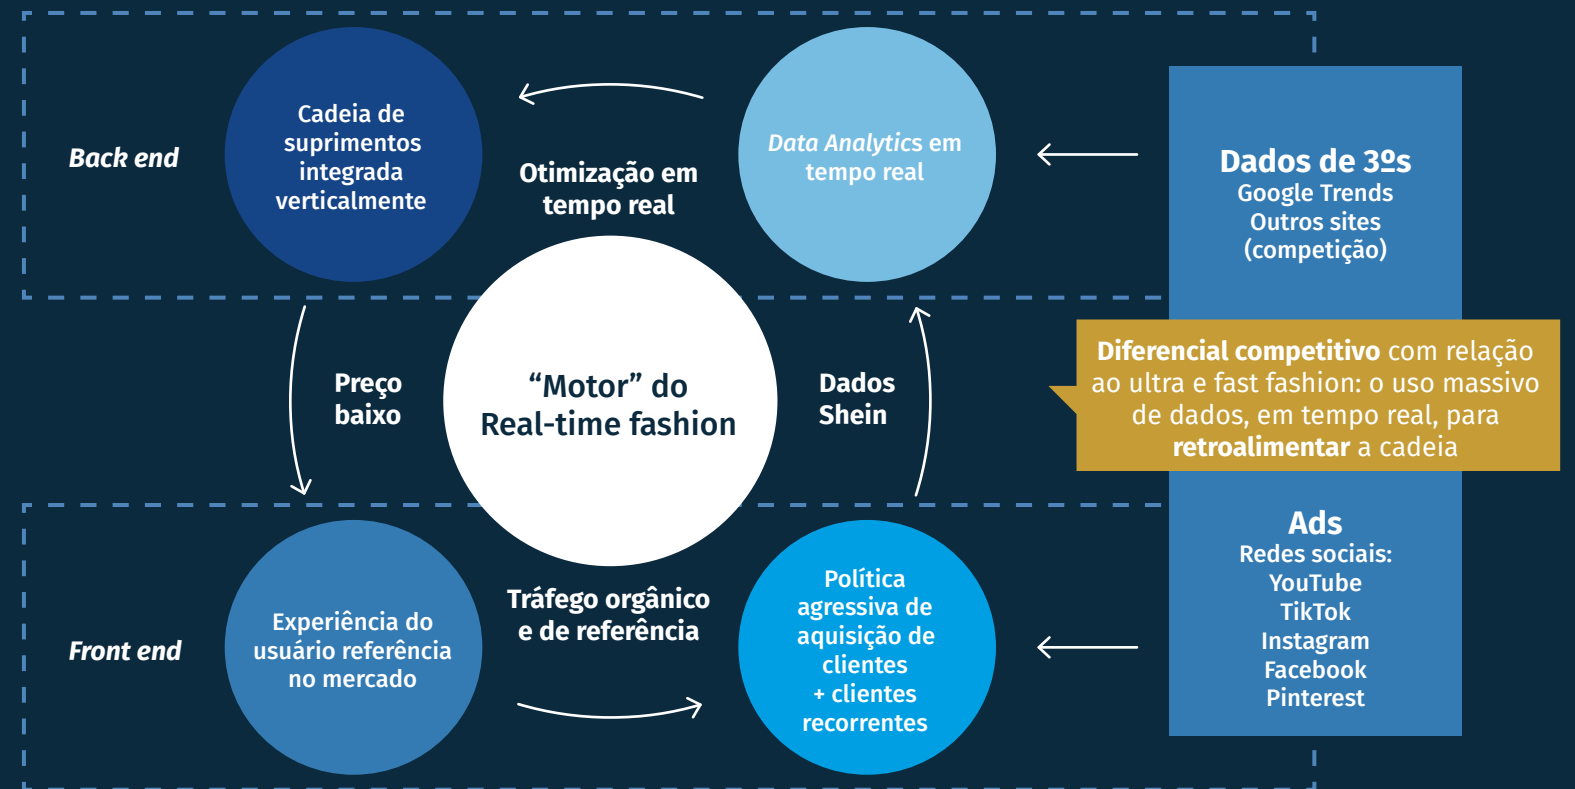 Back end
Cadeia de
suprimentos
integrada
verticalmente
Otimização em
tempo real
Data Analytics em
tempo real
Dados de 3ºs
Google Trends
Outros sites
(competição)
Preço
baixo
“Motor” do
Real-time fashion
Dados
Shein
Diferencial competitivo com relação
ao ultra e fast fashion: o uso massivo
de dados, em tempo real, para
retroalimentar a cadeia
Front end
Experiência do
usuário referência
no mercado
Tráfego orgânico
e de referência
Política
agressiva de
aquisição de
clientes
+ clientes
recorrentes
Ads
Redes sociais:
YouTube
TikTok
Instagram
Facebook
Pinterest